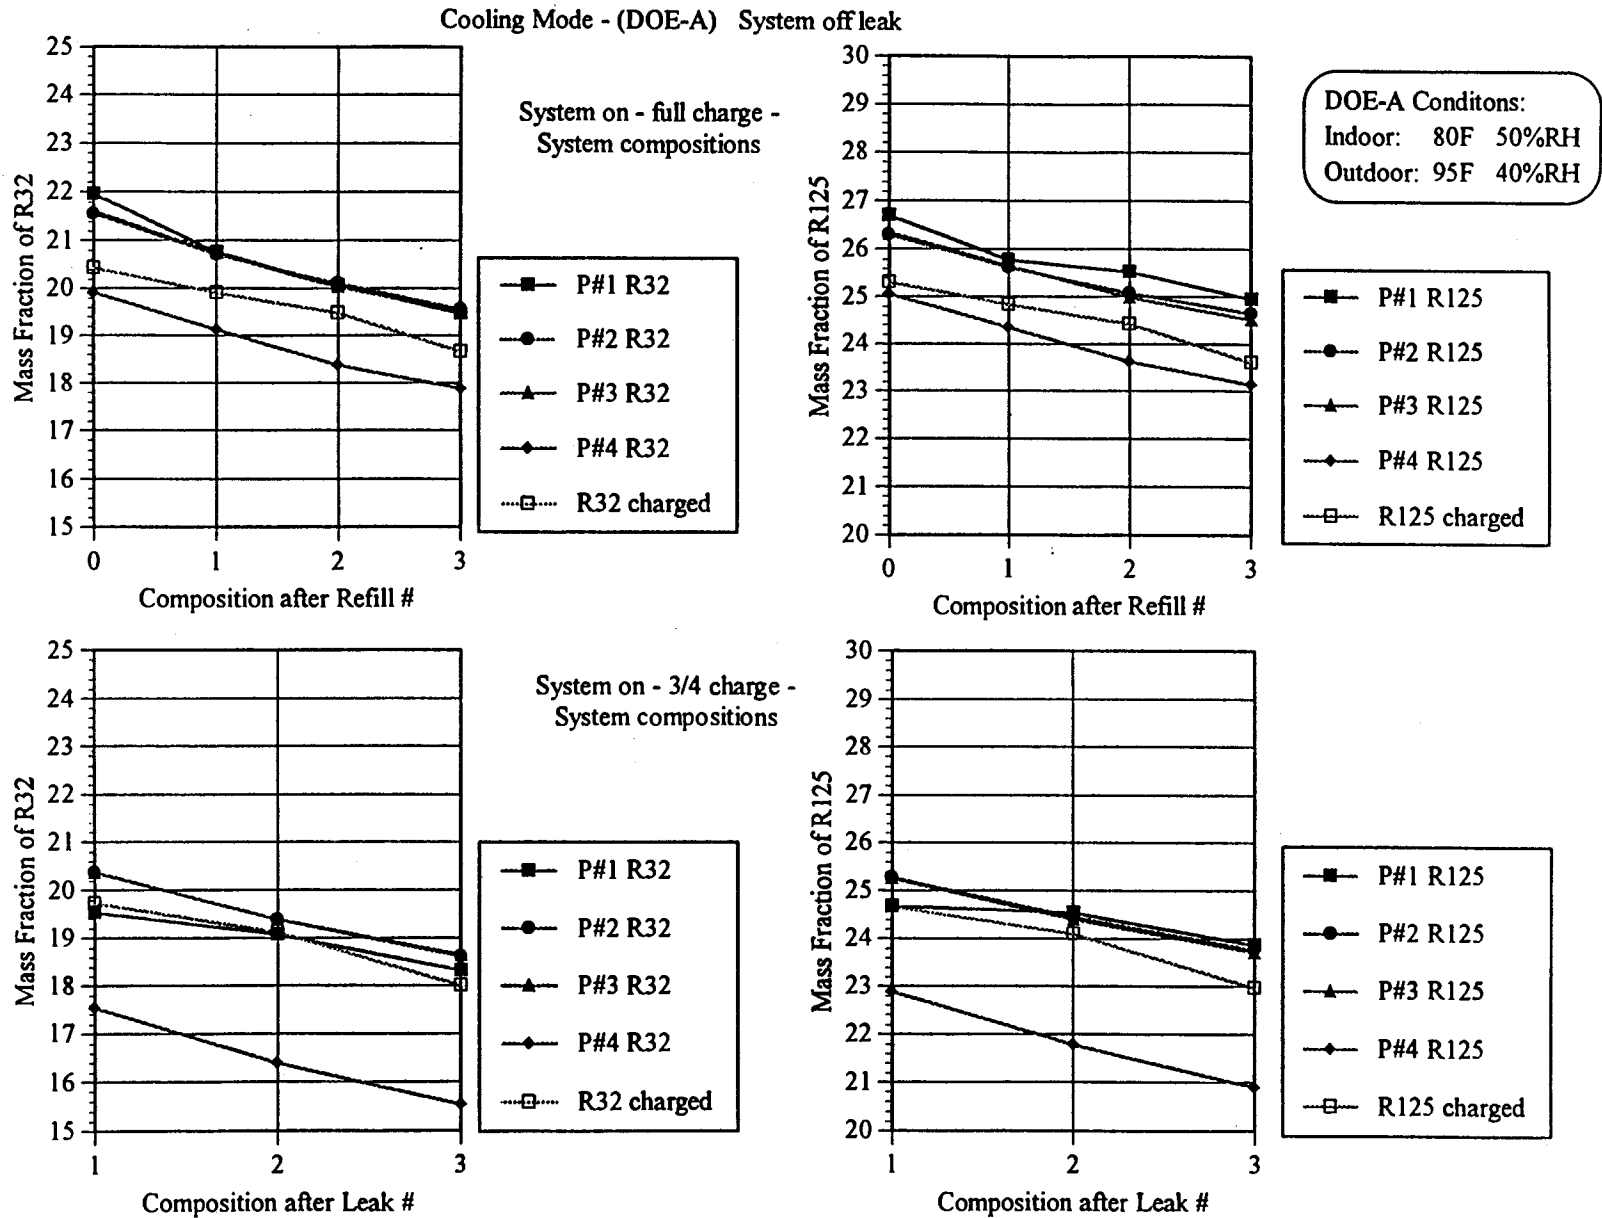 Cooling Mode - (DOE-A) System off leak
25
24
23
22
21
20
19
18
17
16
15
Mass Fraction of R32
0 1 2 3
Composition after Refill #
System on - full charge -
System compositions
P#1 R32
P#2 R32
P#3 R32
P#4 R32
R32 charged
30
29
28
27
26
25
24
23
22
21
20
Mass Fraction of R125
0 1 2 3
Composition after Refill #
DOE-A Conditons:
Indoor: 80F 50%RH
Outdoor: 95F 40%RH
P#1 R125
P#2 R125
P#3 R125
P#4 R125
R125 charged
25
24
23
22
21
20
19
18
17
16
15
Mass Fraction of R32
1 2 3
Composition after Leak #
System on - 3/4 charge -
System compositions
P#1 R32
P#2 R32
P#3 R32
P#4 R32
R32 charged
30
29
28
27
26
25
24
23
22
21
20
Mass Fraction of R125
1 2 3
Composition after Leak #
P#1 R125
P#2 R125
P#3 R125
P#4 R125
R125 charged